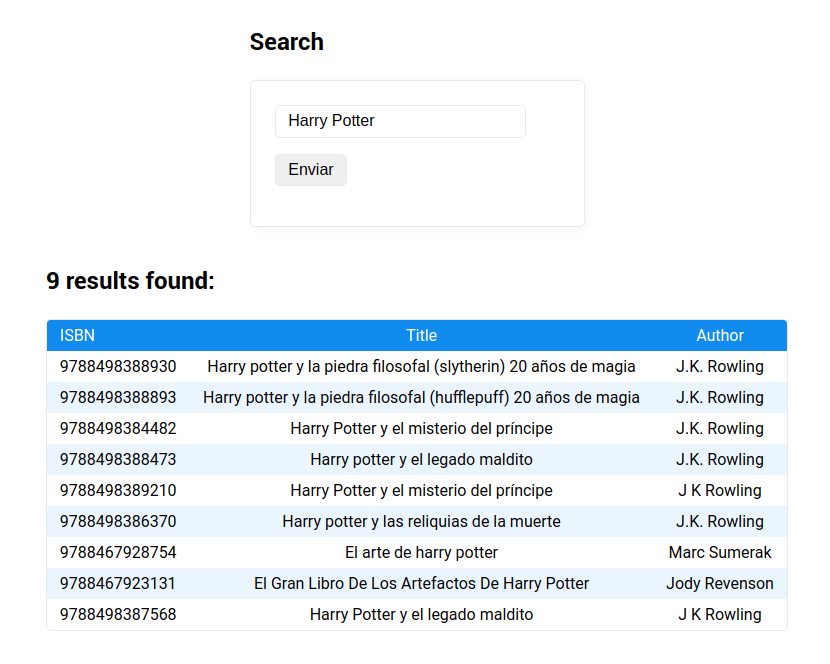 Search
Harry Potter
Enviar
9 results found:
ISBN Title Author
9788498388930 Harry potter y la piedra filosofal (slytherin) 20 años de magia J.K. Rowling
9788498388893 Harry potter y la piedra filosofal (hufflepuff) 20 años de magia J.K. Rowling
9788498384482 Harry Potter y el misterio del príncipe J.K. Rowling
9788498388473 Harry potter y el legado maldito J.K. Rowling
9788498389210 Harry Potter y el misterio del príncipe J K Rowling
9788498386370 Harry potter y las reliquias de la muerte J.K. Rowling
9788467928754 El arte de harry potter Marc Sumerak
9788467923131 El Gran Libro De Los Artefactos De Harry Potter Jody Revenson
9788498387568 Harry Potter y el legado maldito J K Rowling